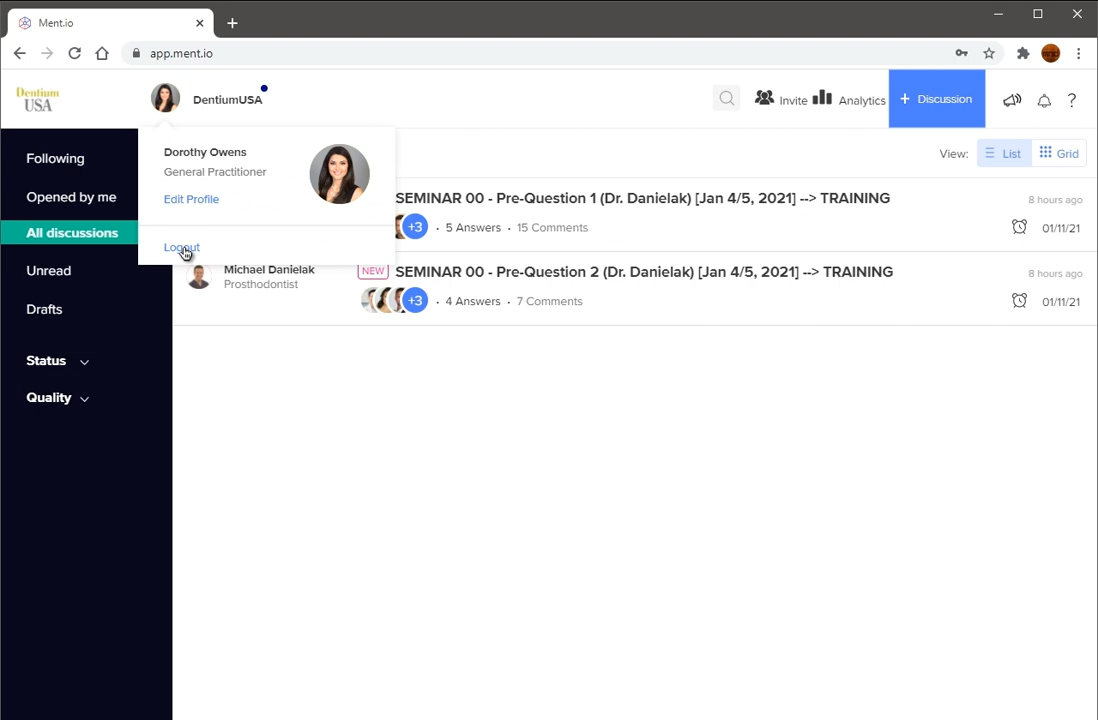 Ment.io
app.ment.io
Dentium
USA
DentiumUSA
Invite
Analytics
+ Discussion
?
Following
Opened by me
All discussions
Unread
Drafts
Status
Quality
Dorothy Owens
General Practitioner
Edit Profile
Logout
View: List Grid
SEMINAR 00 - Pre-Question 1 (Dr. Danielak) [Jan 4/5, 2021] --> TRAINING
8 hours ago
+3 · 5 Answers · 15 Comments
01/11/21
Michael Danielak
Prosthodontist
NEW SEMINAR 00 - Pre-Question 2 (Dr. Danielak) [Jan 4/5, 2021] --> TRAINING
8 hours ago
+3 · 4 Answers · 7 Comments
01/11/21